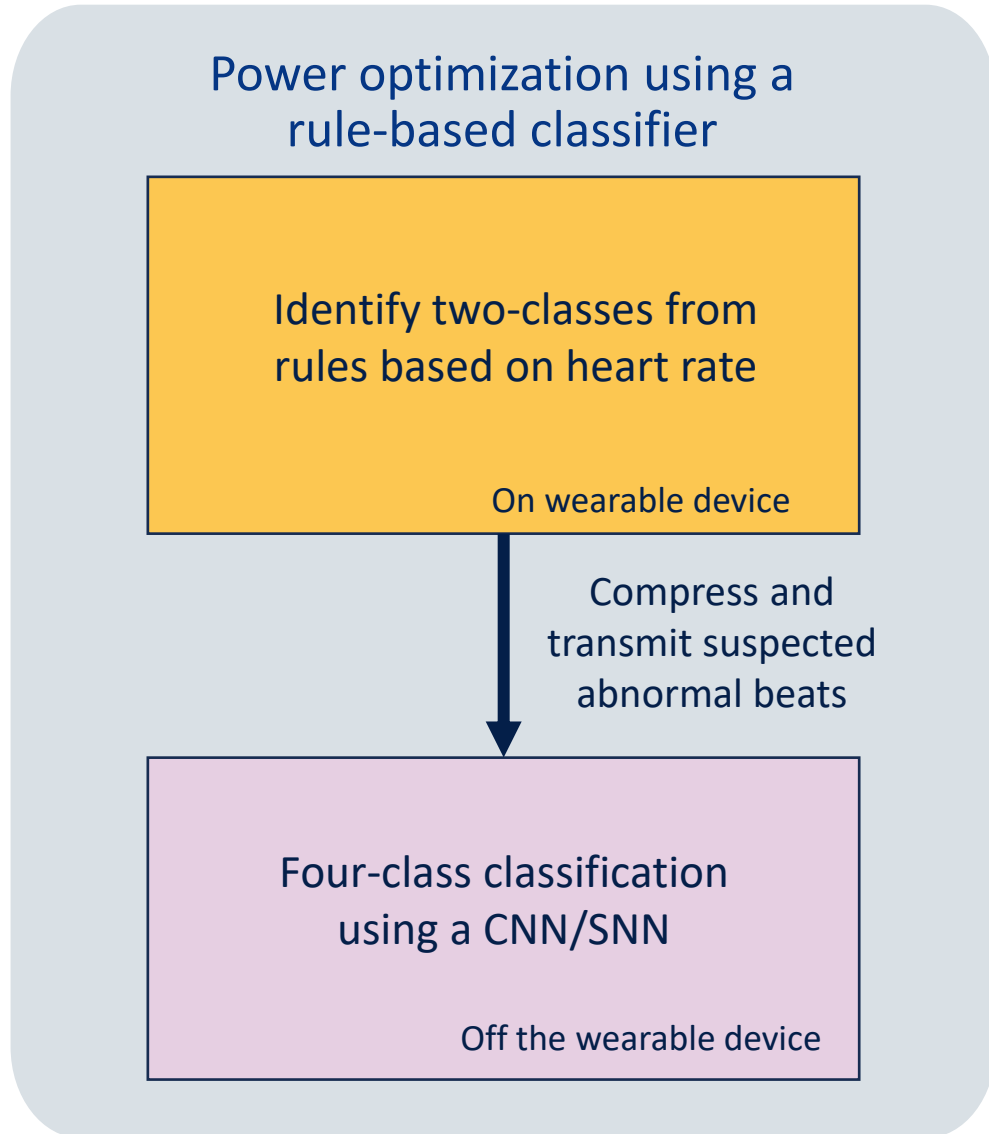 Power optimization using a
rule-based classifier
Identify two-classes from
rules based on heart rate
On wearable device
Compress and
transmit suspected
abnormal beats
Four-class classification
using a CNN/SNN
Off the wearable device